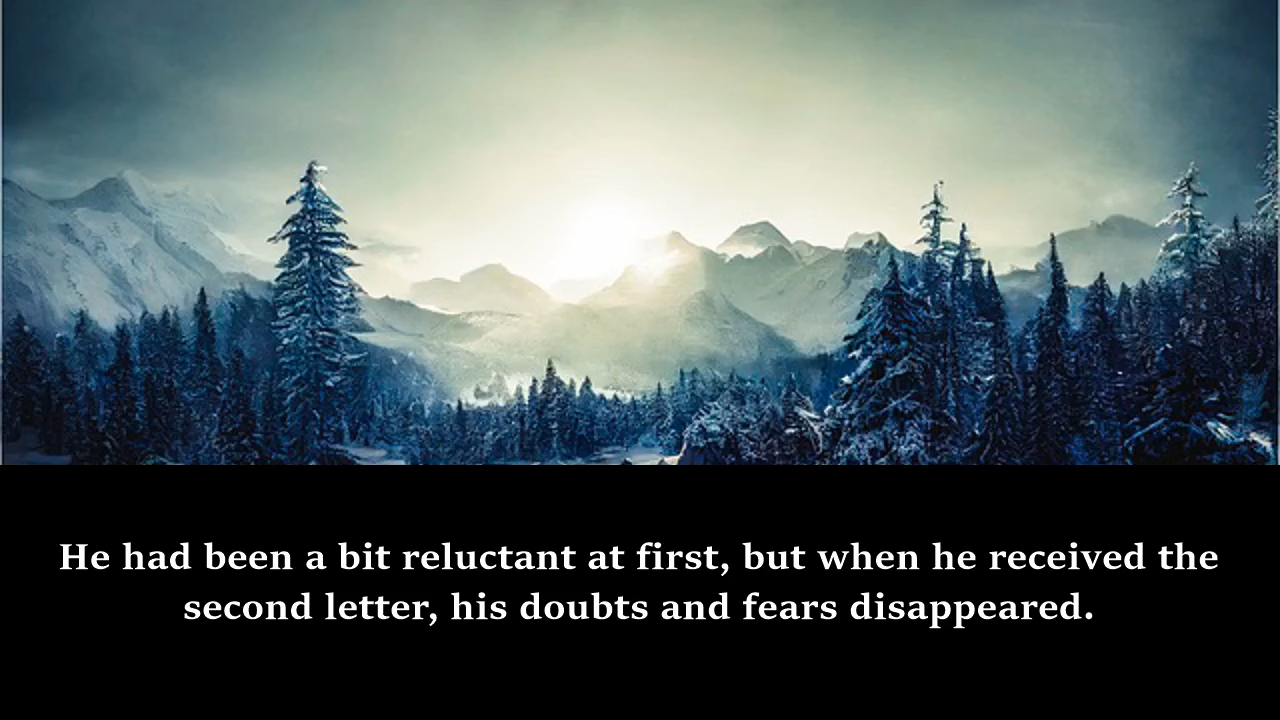 He had been a bit reluctant at first, but when he received the
second letter, his doubts and fears disappeared.